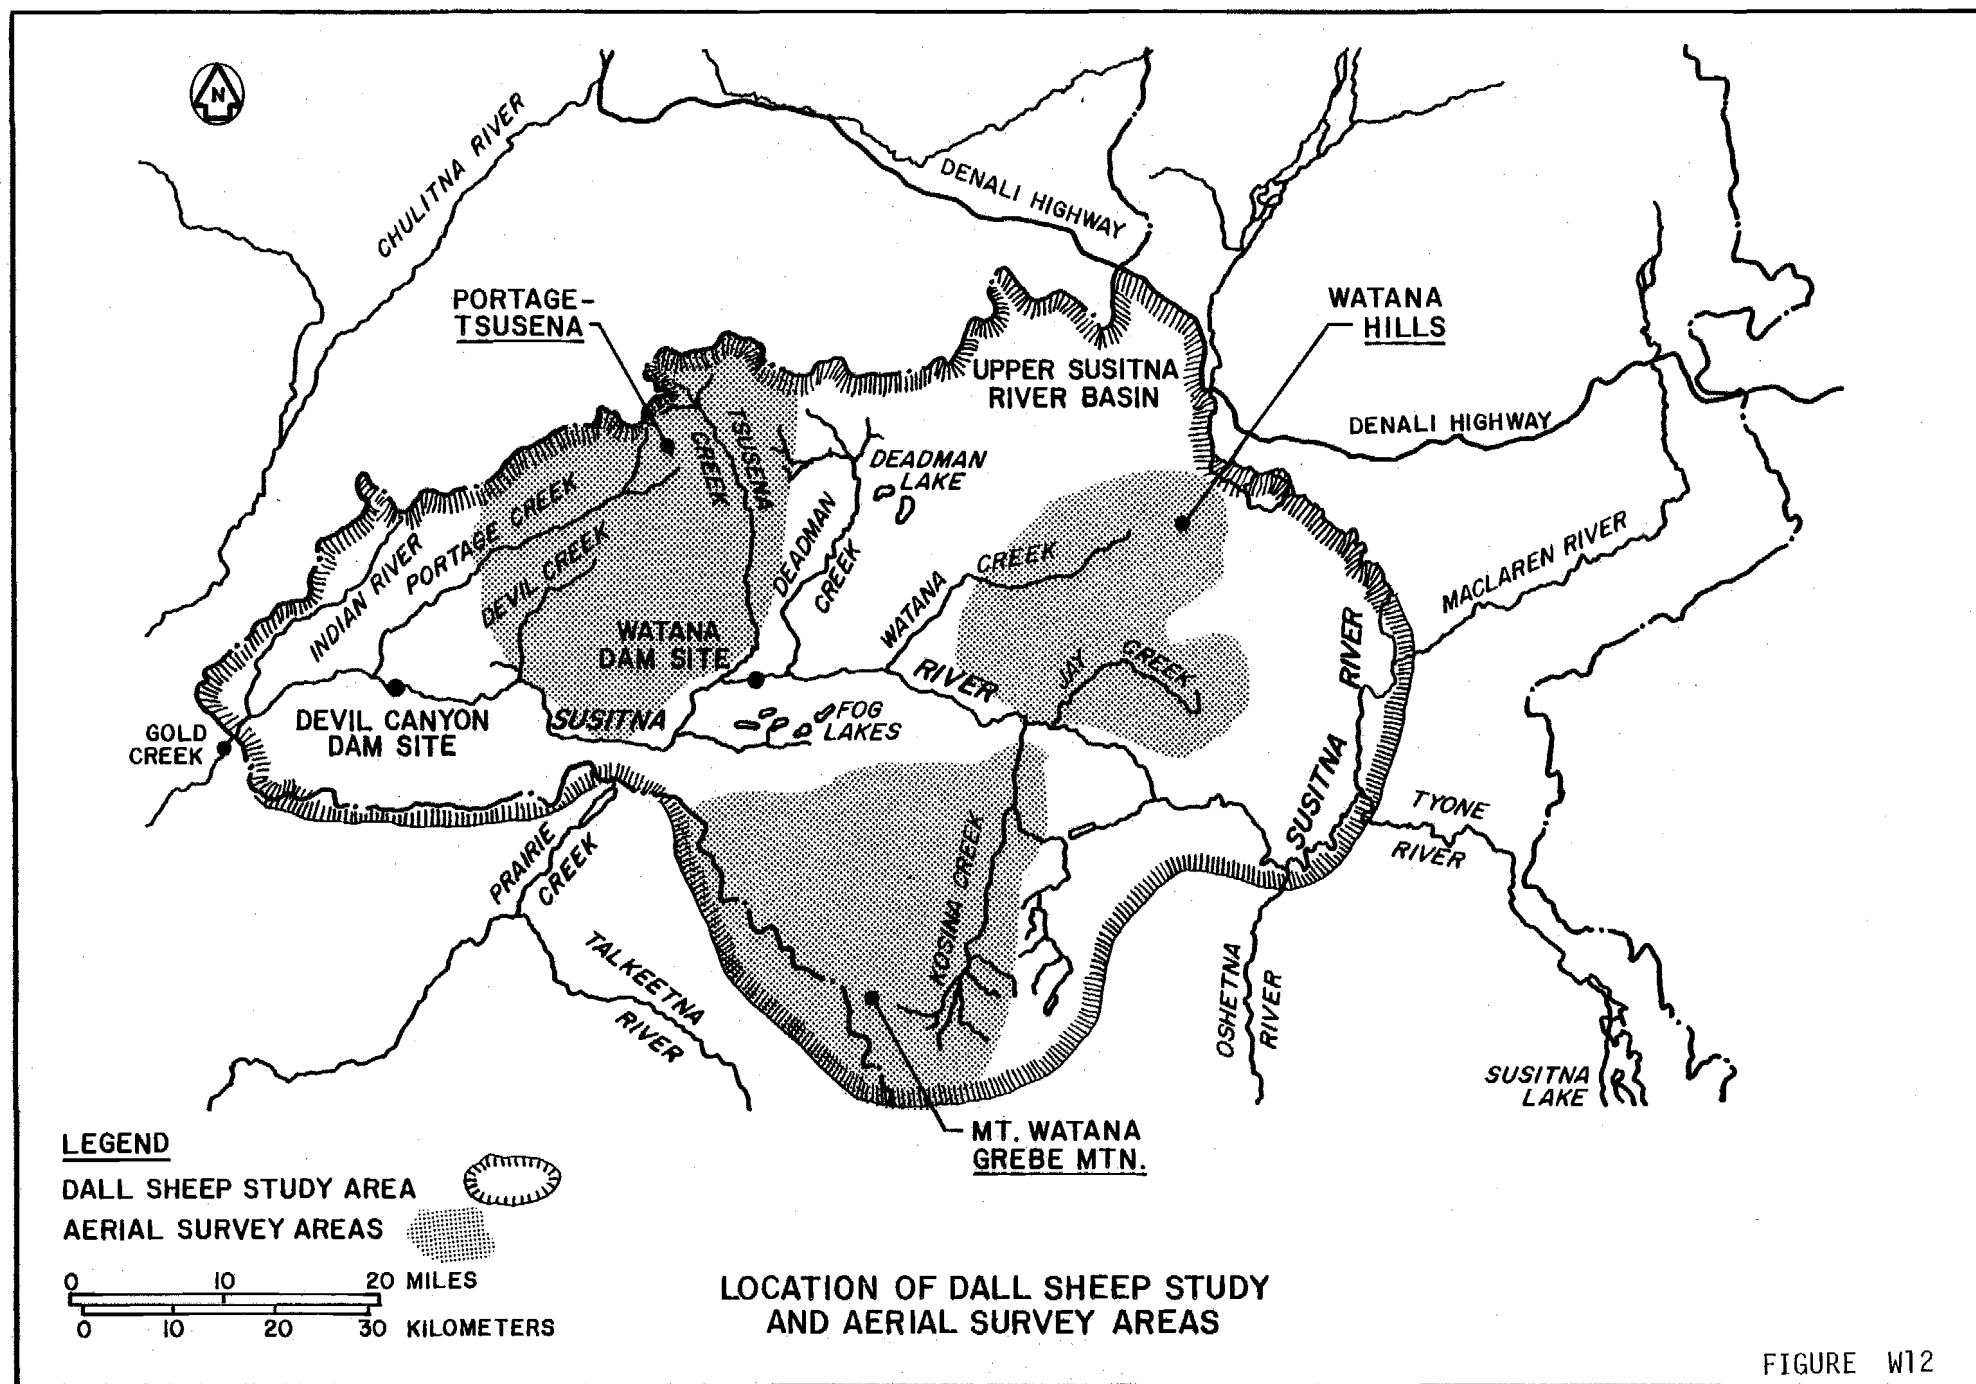 N
CHULITNA RIVER
DENALI HIGHWAY
PORTAGE-
TSUSENA
WATANA
HILLS
UPPER SUSITNA
RIVER BASIN
DENALI HIGHWAY
TSUSENA
CREEK
DEADMAN
LAKE
PORTAGE CREEK
INDIAN RIVER
DEVIL CREEK
DEADMAN
CREEK
WATANA
CREEK
MACLAREN RIVER
WATANA
DAM SITE
JAY
CREEK
RIVER
RIVER
SUSITNA
FOG
LAKES
GOLD
CREEK
DEVIL CANYON
DAM SITE
SUSITNA
TYONE
RIVER
PRAIRIE
CREEK
KOSINA CREEK
TALKEETNA
RIVER
OSHETNA
RIVER
SUSITNA
LAKE
MT. WATANA
GREBE MTN.
LEGEND
DALL SHEEP STUDY AREA
AERIAL SURVEY AREAS
0 10 20 MILES
0 10 20 30 KILOMETERS
LOCATION OF DALL SHEEP STUDY
AND AERIAL SURVEY AREAS
FIGURE W12